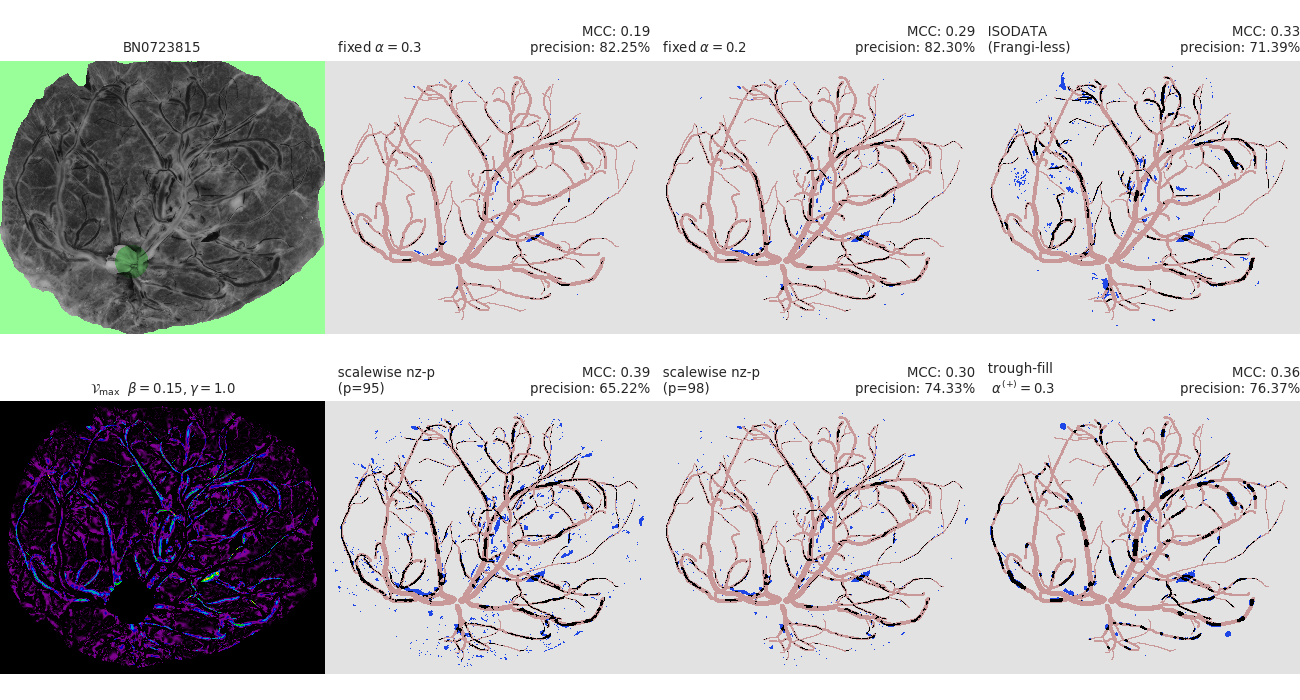 BN0723815
fixed α = 0.3
MCC: 0.19
precision: 82.25%
fixed α = 0.2
MCC: 0.29
precision: 82.30%
ISODATA
(Frangi-less)
MCC: 0.33
precision: 71.39%
𝒱max β = 0.15, γ = 1.0
scalewise nz-p
(p=95)
MCC: 0.39
precision: 65.22%
scalewise nz-p
(p=98)
MCC: 0.30
precision: 74.33%
trough-fill
α(+) = 0.3
MCC: 0.36
precision: 76.37%